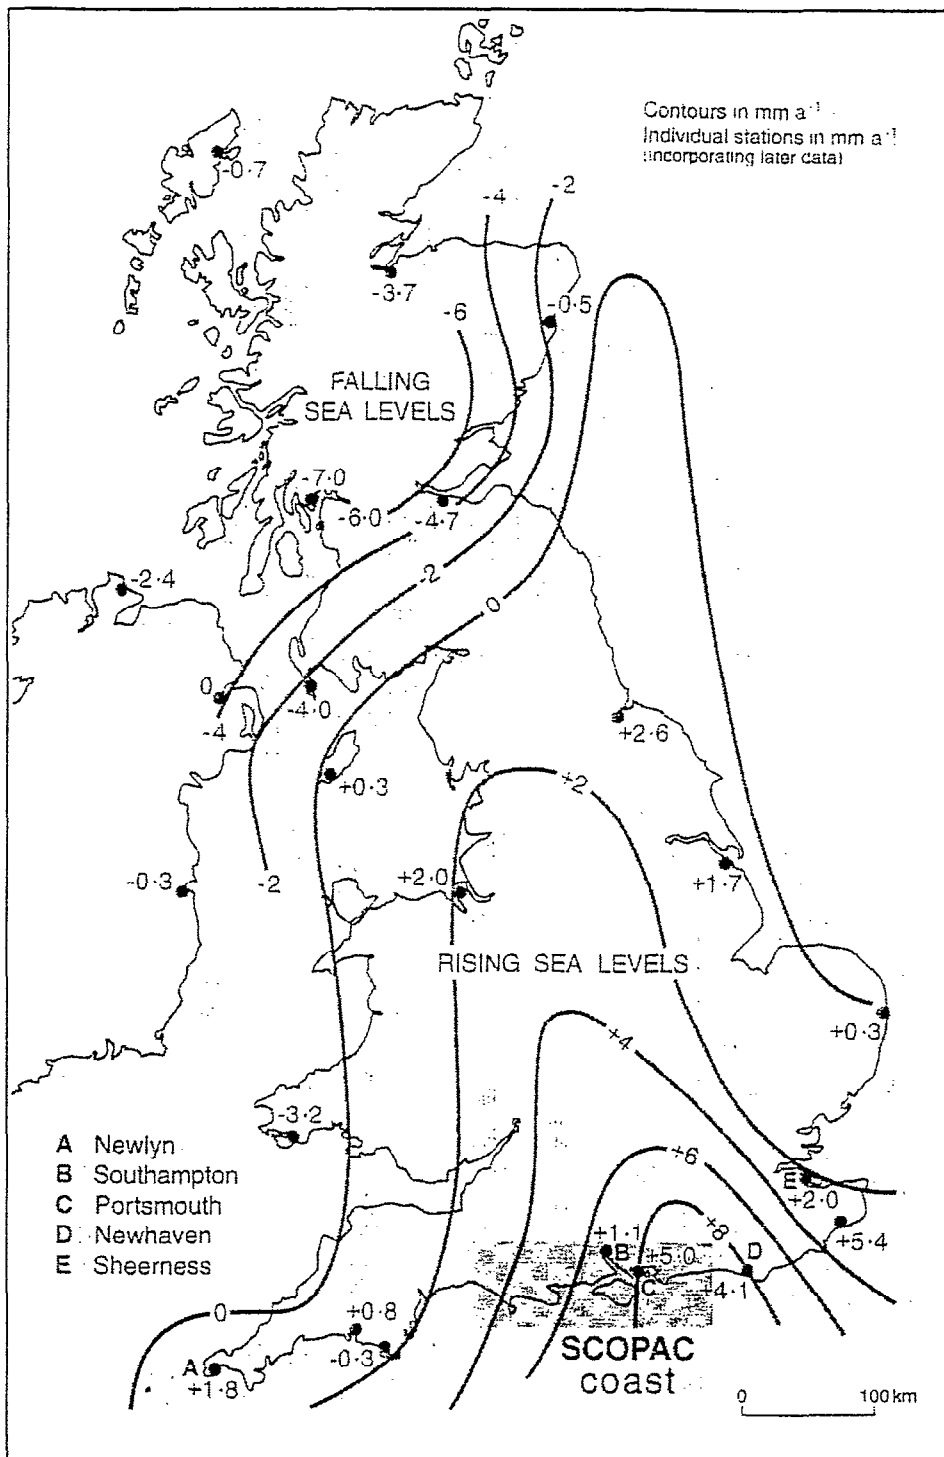 Contours in mm a⁻¹
Individual stations in mm a⁻¹
(incorporating later data)
-0·7
-4
-2
-3·7
-6
-0·5
FALLING
SEA LEVELS
-7·0
-6·0
-4·7
-2·4
-2
0
0
-4·0
-4
+2·6
+0·3
+2
-0·3
-2
+2·0
+1·7
RISING SEA LEVELS
+0·3
+4
-3·2
A Newlyn
B Southampton
C Portsmouth
D Newhaven
E Sheerness
+6
E
+2·0
+5·4
+1·1
B
+8
D
+5·0
C
+4·1
0
+0·8
-0·3
A
+1·8
SCOPAC
coast
0 100 km